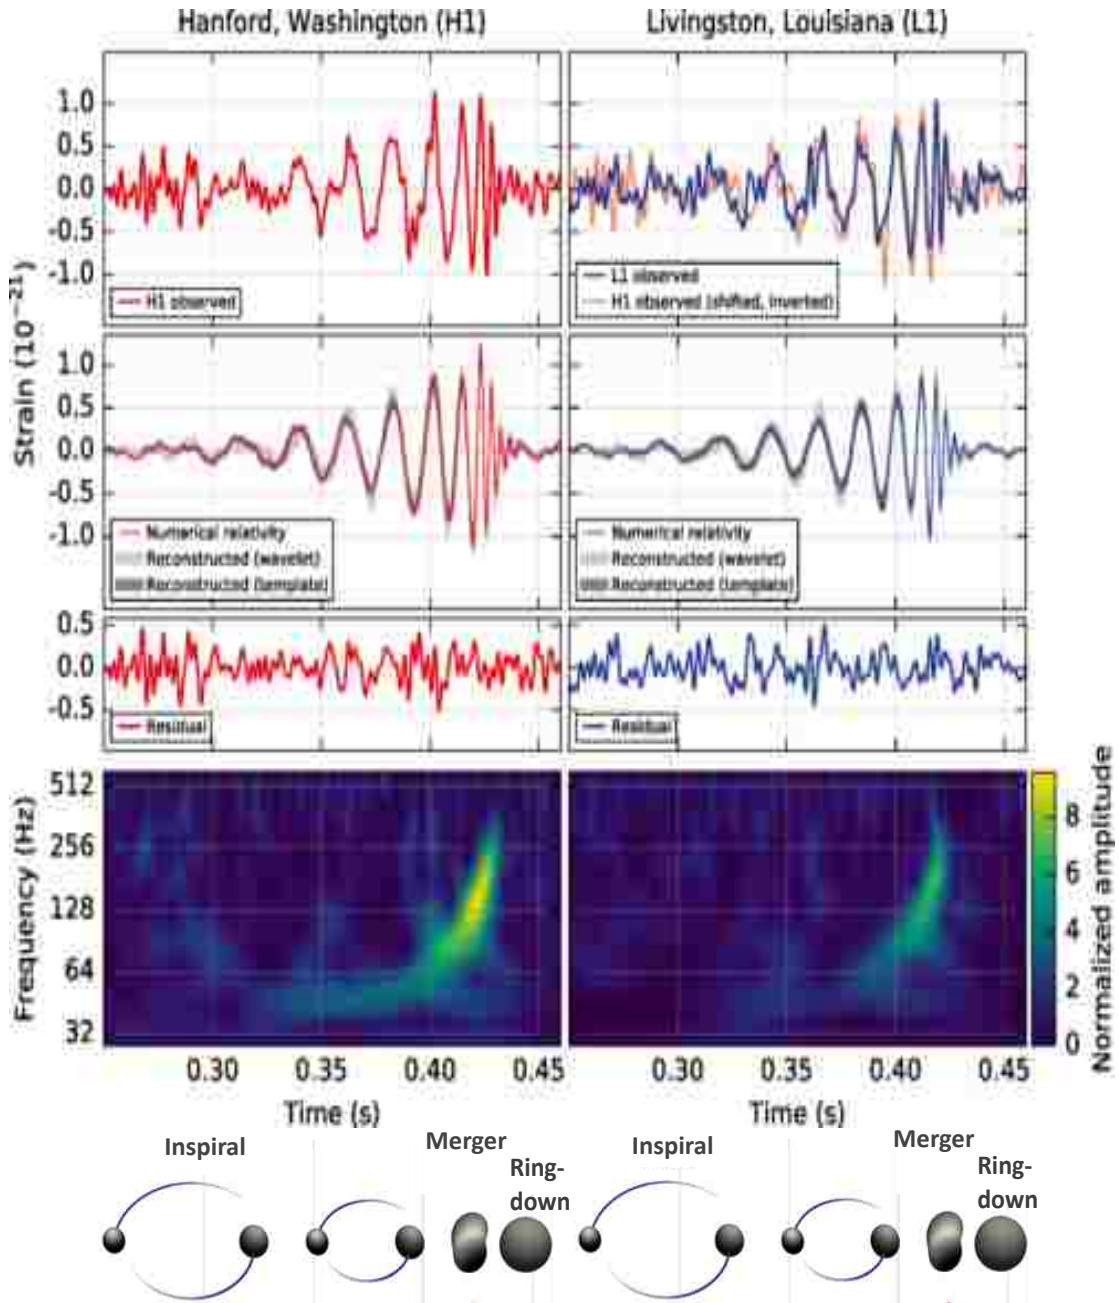 Hanford, Washington (H1)
Livingston, Louisiana (L1)
Strain (10⁻²¹)
1.0
0.5
0.0
-0.5
-1.0
H1 observed
L1 observed
H1 observed (shifted, inverted)
1.0
0.5
0.0
-0.5
-1.0
Numerical relativity
Reconstructed (wavelet)
Reconstructed (template)
Numerical relativity
Reconstructed (wavelet)
Reconstructed (template)
0.5
0.0
-0.5
Residual
Residual
Frequency (Hz)
512
256
128
64
32
Normalized amplitude
8
6
4
2
0
0.30 0.35 0.40 0.45
0.30 0.35 0.40 0.45
Time (s)
Time (s)
Inspiral
Merger
Ring-
down
Inspiral
Merger
Ring-
down